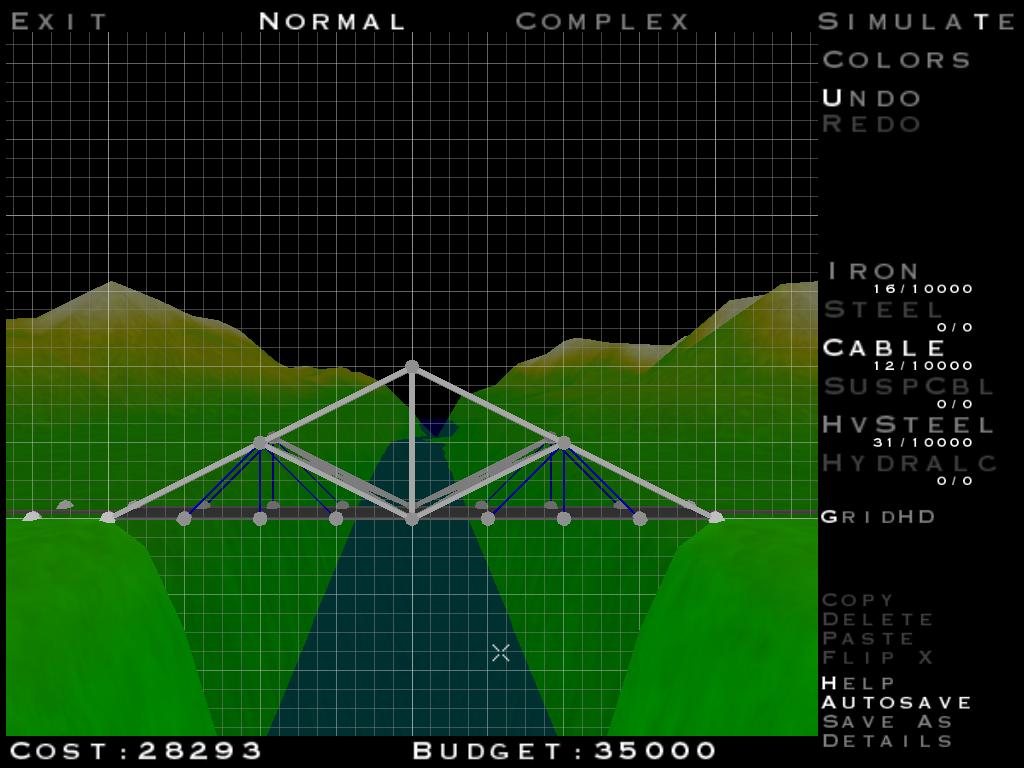 Exit Normal Complex Simulate
Colors
Undo
Redo
Iron
16/10000
Steel
0/0
Cable
12/10000
SuspCbl
0/0
HvSteel
31/10000
Hydralc
0/0
GridHD
Copy
Delete
Paste
Flip X
Help
Autosave
Save As
Details
Cost:28293 Budget:35000